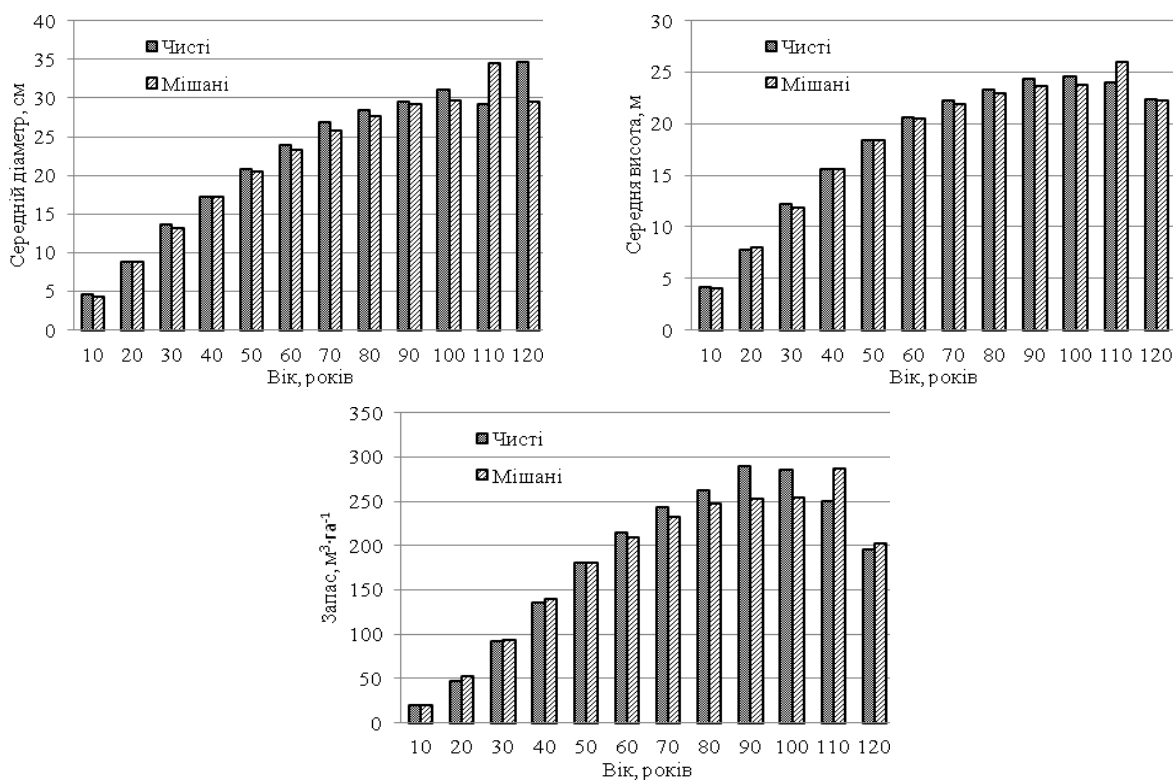 40
35
30
25
20
15
10
5
0
Середній діаметр, см
Чисті
Мішані
10 20 30 40 50 60 70 80 90 100 110 120
Вік, років
30
25
20
15
10
5
0
Середня висота, м
Чисті
Мішані
10 20 30 40 50 60 70 80 90 100 110 120
Вік, років
350
300
250
200
150
100
50
0
Запас, м³·га⁻¹
Чисті
Мішані
10 20 30 40 50 60 70 80 90 100 110 120
Вік, років